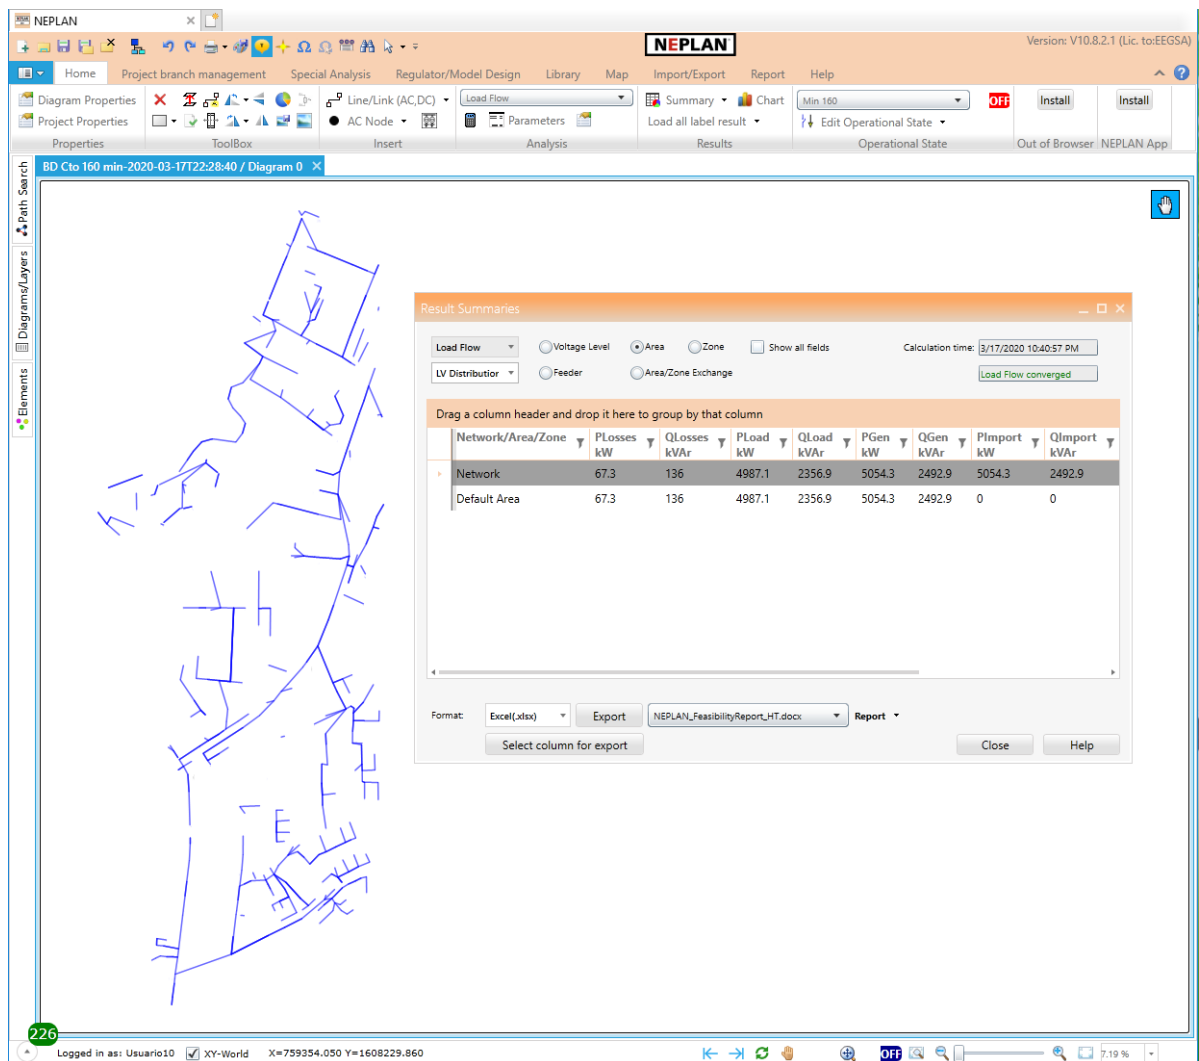 NEPLAN
NEPLAN
Version: V10.8.2.1 (Lic. to:EEGSA)
Home Project branch management Special Analysis Regulator/Model Design Library Map Import/Export Report Help
Diagram Properties Line/Link (AC,DC) Load Flow Summary Chart Min 160 OFF Install Install
Project Properties AC Node Parameters Load all label result Edit Operational State
Properties ToolBox Insert Analysis Results Operational State Out of Browser NEPLAN App
BD Cto 160 min-2020-03-17T22:28:40 / Diagram 0
Path Search
Diagrams/Layers
Elements
Result Summaries
Load Flow Voltage Level Area Zone Show all fields Calculation time: 3/17/2020 10:40:57 PM
LV Distributior Feeder Area/Zone Exchange Load Flow converged
Drag a column header and drop it here to group by that column
Network/Area/Zone PLosses QLosses PLoad QLoad PGen QGen PImport QImport
kW kVAr kW kVAr kW kVAr kW kVAr
Network 67.3 136 4987.1 2356.9 5054.3 2492.9 5054.3 2492.9
Default Area 67.3 136 4987.1 2356.9 5054.3 2492.9 0 0
Format: Excel(.xlsx) Export NEPLAN_FeasibilityReport_HT.docx Report
Select column for export Close Help
226
Logged in as: Usuario10 XY-World X=759354.050 Y=1608229.860 OFF 7.19 %